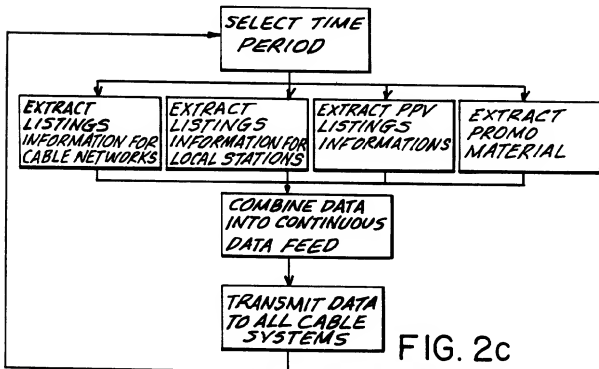 SELECT TIME
PERIOD
EXTRACT
LISTINGS
INFORMATION FOR
CABLE NETWORKS
EXTRACT
LISTINGS
INFORMATION FOR
LOCAL STATIONS
EXTRACT PPV
LISTINGS
INFORMATIONS
EXTRACT
PROMO
MATERIAL
COMBINE DATA
INTO CONTINUOUS
DATA FEED
TRANSMIT DATA
TO ALL CABLE
SYSTEMS
FIG. 2c